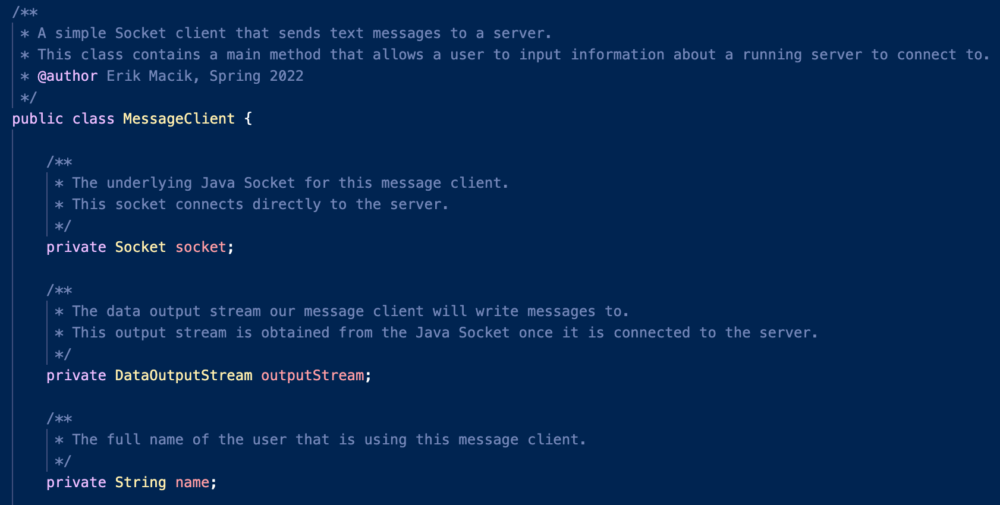 /**
 * A simple Socket client that sends text messages to a server.
 * This class contains a main method that allows a user to input information about a running server to connect to.
 * @author Erik Macik, Spring 2022
 */
public class MessageClient {

    /**
     * The underlying Java Socket for this message client.
     * This socket connects directly to the server.
     */
    private Socket socket;

    /**
     * The data output stream our message client will write messages to.
     * This output stream is obtained from the Java Socket once it is connected to the server.
     */
    private DataOutputStream outputStream;

    /**
     * The full name of the user that is using this message client.
     */
    private String name;